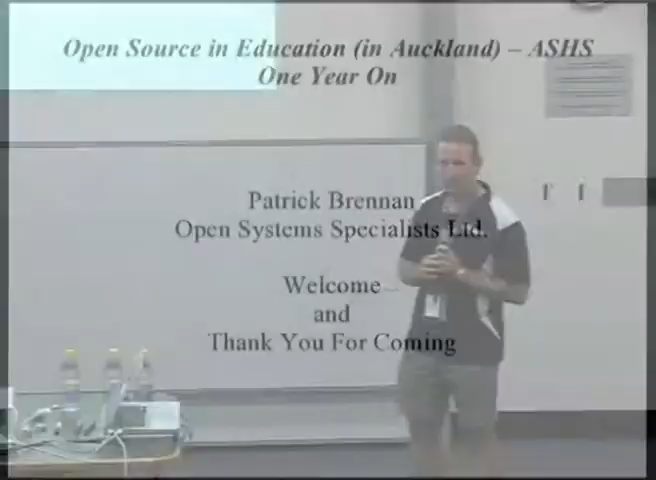 Open Source in Education (in Auckland) – ASHS
One Year On
Patrick Brennan
Open Systems Specialists Ltd.
Welcome
and
Thank You For Coming